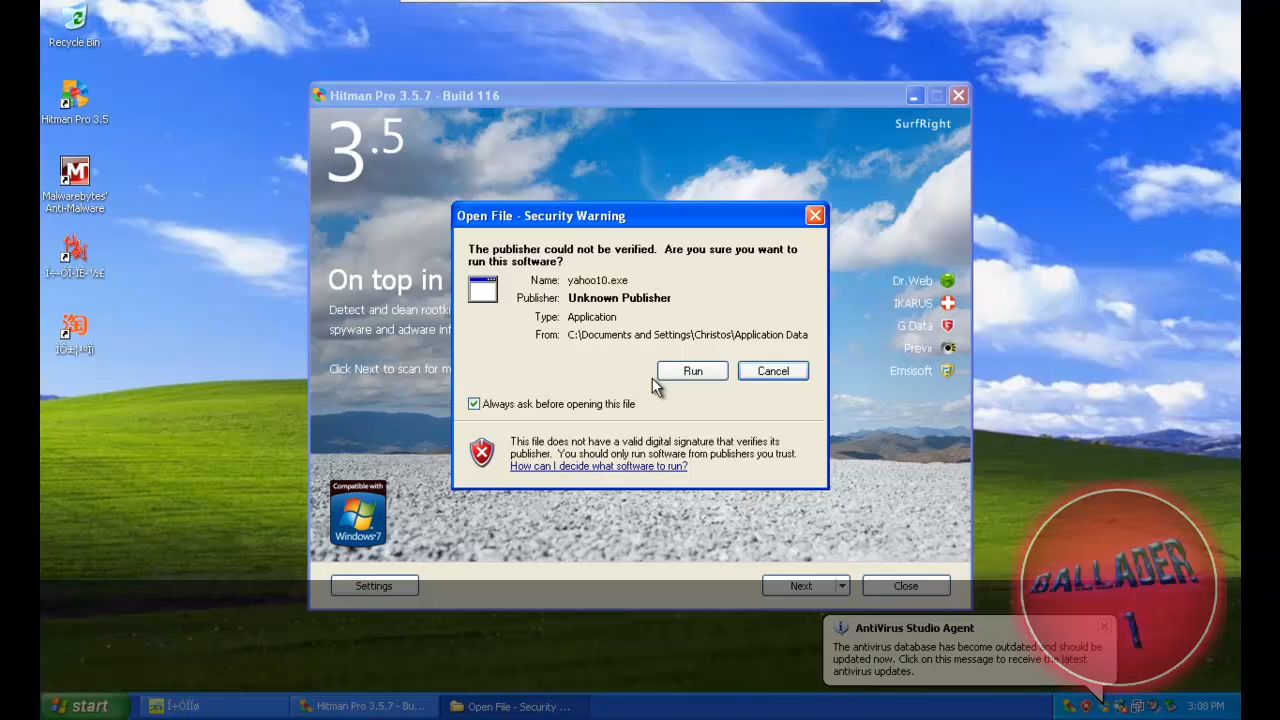 Recycle Bin
Hitman Pro 3.5
Malwarebytes'
Anti-Malware
Hitman Pro 3.5.7 - Build 116
3.5
SurfRight
On top in
Detect and clean rootk
spyware and adware inf
Click Next to scan for m
Dr.Web
IKARUS
G Data
Prevx
Emsisoft
Compatible with
Windows 7
Settings
Next
Close
Open File - Security Warning
The publisher could not be verified. Are you sure you want to
run this software?
Name: yahoo10.exe
Publisher: Unknown Publisher
Type: Application
From: C:\Documents and Settings\Christos\Application Data
Run
Cancel
Always ask before opening this file
This file does not have a valid digital signature that verifies its
publisher. You should only run software from publishers you trust.
How can I decide what software to run?
BALLADER
1
AntiVirus Studio Agent
The antivirus database has become outdated and should be
updated now. Click on this message to receive the latest
antivirus updates.
start
Hitman Pro 3.5.7 - Bu...
Open File - Security ...
3:08 PM